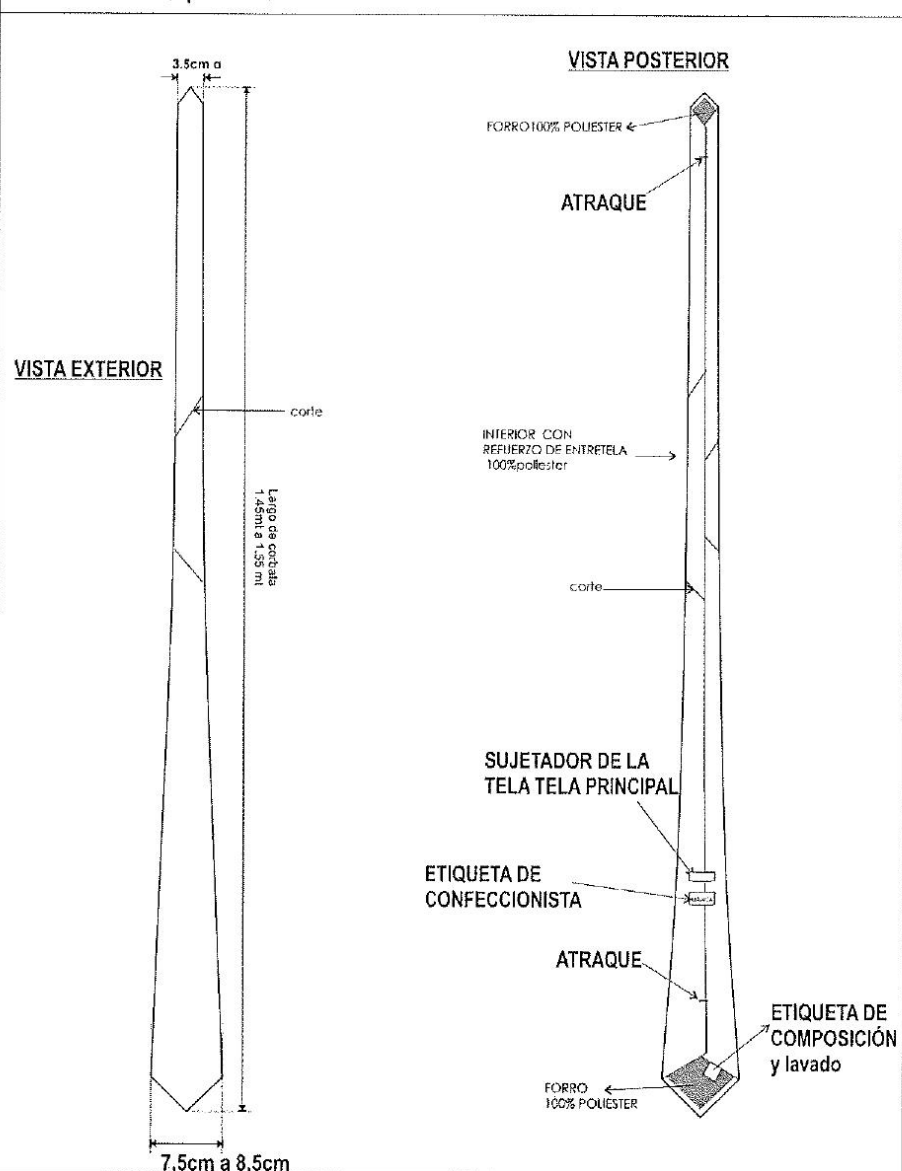 3.5cm a
VISTA EXTERIOR
corte
Largo de corbata
1.45mt a 1.55 mt
7.5cm a 8.5cm
VISTA POSTERIOR
FORRO100% POLIESTER
ATRAQUE
INTERIOR CON
REFUERZO DE ENTRETELA
100%poliester
corte
SUJETADOR DE LA
TELA TELA PRINCIPAL
ETIQUETA DE
CONFECCIONISTA
ATRAQUE
ETIQUETA DE
COMPOSICIÓN
y lavado
FORRO
100% POLIESTER